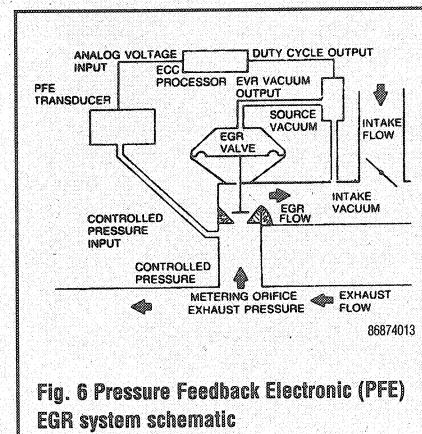 ANALOG VOLTAGE
INPUT
DUTY CYCLE OUTPUT
ECC
PROCESSOR
EVR VACUUM
OUTPUT
PFE
TRANSDUCER
SOURCE
VACUUM
INTAKE
FLOW
EGR
VALVE
INTAKE
VACUUM
EGR
FLOW
CONTROLLED
PRESSURE
INPUT
CONTROLLED
PRESSURE
METERING ORIFICE
EXHAUST PRESSURE
EXHAUST
FLOW
86874013
Fig. 6 Pressure Feedback Electronic (PFE)
EGR system schematic